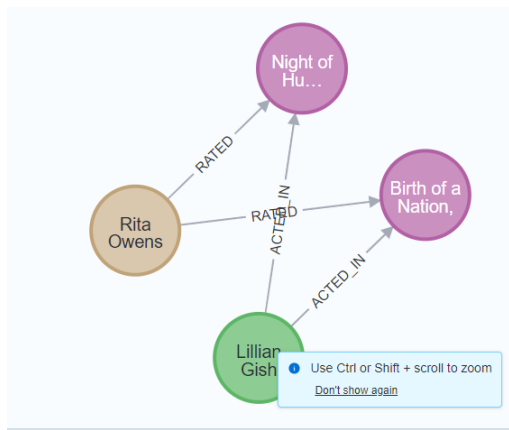 Night of
Hu...
RATED
Birth of a
Nation,
RATED
Rita
Owens
ACTED_IN
ACTED_IN
Lillian
Gish
Use Ctrl or Shift + scroll to zoom
Don't show again